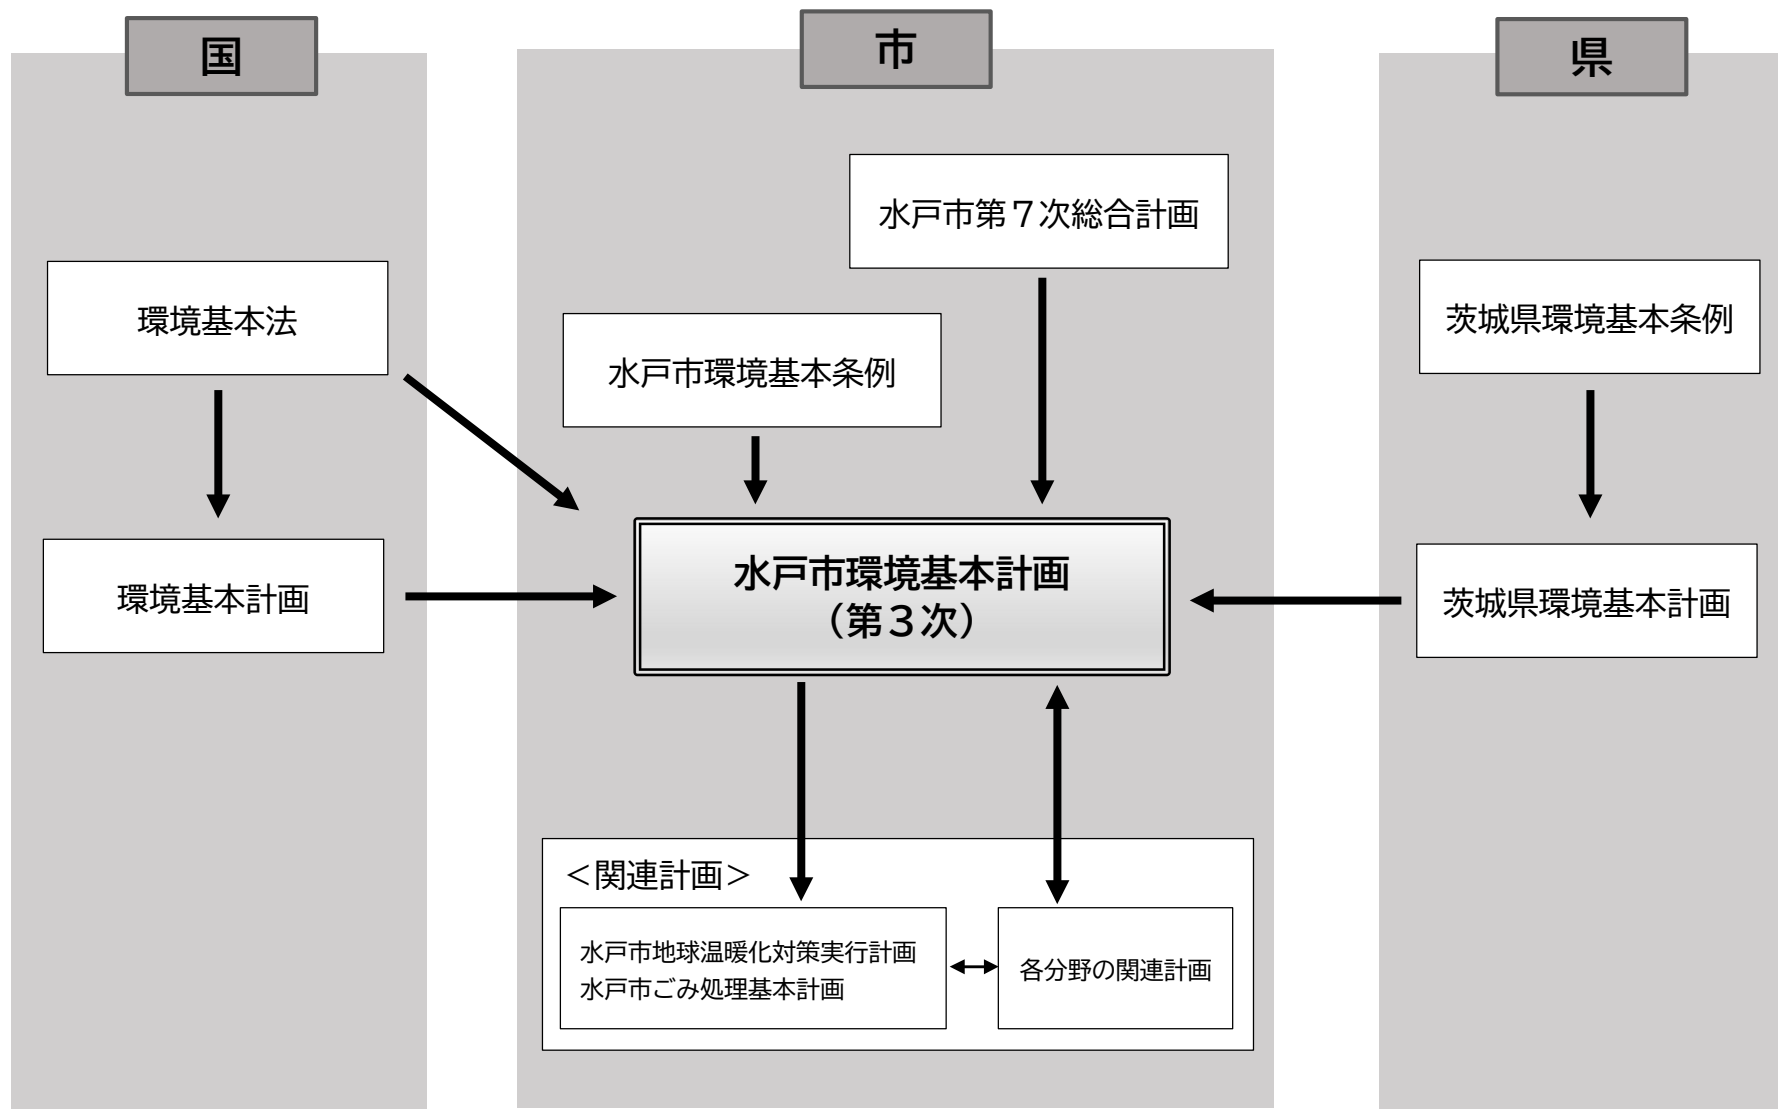 国
市
県
水戸市第７次総合計画
環境基本法
水戸市環境基本条例
茨城県環境基本条例
環境基本計画
水戸市環境基本計画
（第３次）
茨城県環境基本計画
＜関連計画＞
水戸市地球温暖化対策実行計画
水戸市ごみ処理基本計画
各分野の関連計画